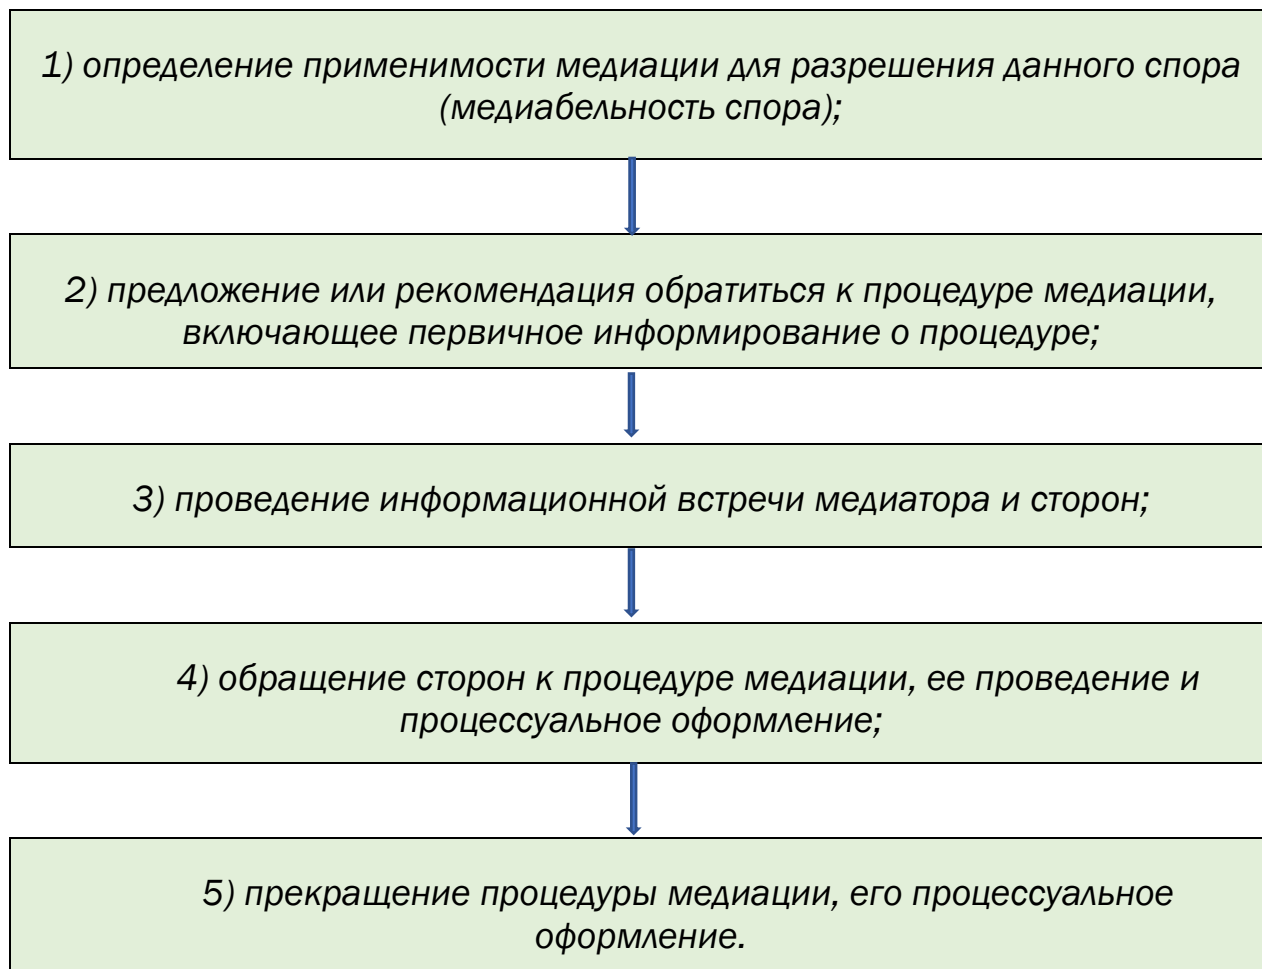 1) определение применимости медиации для разрешения данного спора
(медиабельность спора);
2) предложение или рекомендация обратиться к процедуре медиации,
включающее первичное информирование о процедуре;
3) проведение информационной встречи медиатора и сторон;
4) обращение сторон к процедуре медиации, ее проведение и
процессуальное оформление;
5) прекращение процедуры медиации, его процессуальное
оформление.